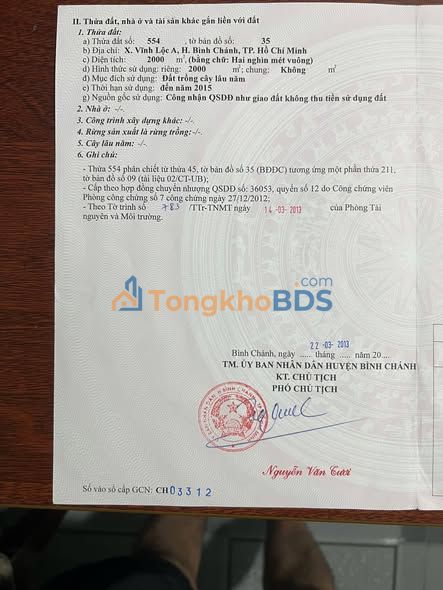 II. Thửa đất, nhà ở và tài sản khác gắn liền với đất
1. Thửa đất:
a) Thửa đất số: 554 , tờ bản đồ số: 35
b) Địa chỉ: X. Vĩnh Lộc A, H. Bình Chánh, TP. Hồ Chí Minh
c) Diện tích: 2000 m², (bằng chữ: Hai nghìn mét vuông)
d) Hình thức sử dụng: riêng: 2000 m²; chung: Không m²
đ) Mục đích sử dụng: Đất trồng cây lâu năm
e) Thời hạn sử dụng: đến năm 2015
g) Nguồn gốc sử dụng: Công nhận QSDĐ như giao đất không thu tiền sử dụng đất
2. Nhà ở: -/-
3. Công trình xây dựng khác: -/-
4. Rừng sản xuất là rừng trồng: -/-.
5. Cây lâu năm: -/-
6. Ghi chú:
- Thửa 554 phân chiết từ thửa 45, tờ bản đồ số 35 (BĐĐC) tương ứng một phần thửa 211,
tờ bản đồ số 09 (tài liệu 02/CT-UB);
- Cấp theo hợp đồng chuyển nhượng QSDĐ số: 36053, quyển số 12 do Công chứng viên
Phòng công chứng số 7 công chứng ngày 27/12/2012;
- Theo Tờ trình số 783 /TTr-TNMT ngày 14-03-2013 của Phòng Tài
nguyên và Môi trường.
TongkhoBDS.com
22-03-2013
Bình Chánh, ngày ..... tháng ..... năm 20....
TM. ỦY BAN NHÂN DÂN HUYỆN BÌNH CHÁNH
KT. CHỦ TỊCH
PHÓ CHỦ TỊCH
Nguyễn Văn Tươi
Số vào sổ cấp GCN: CH03312